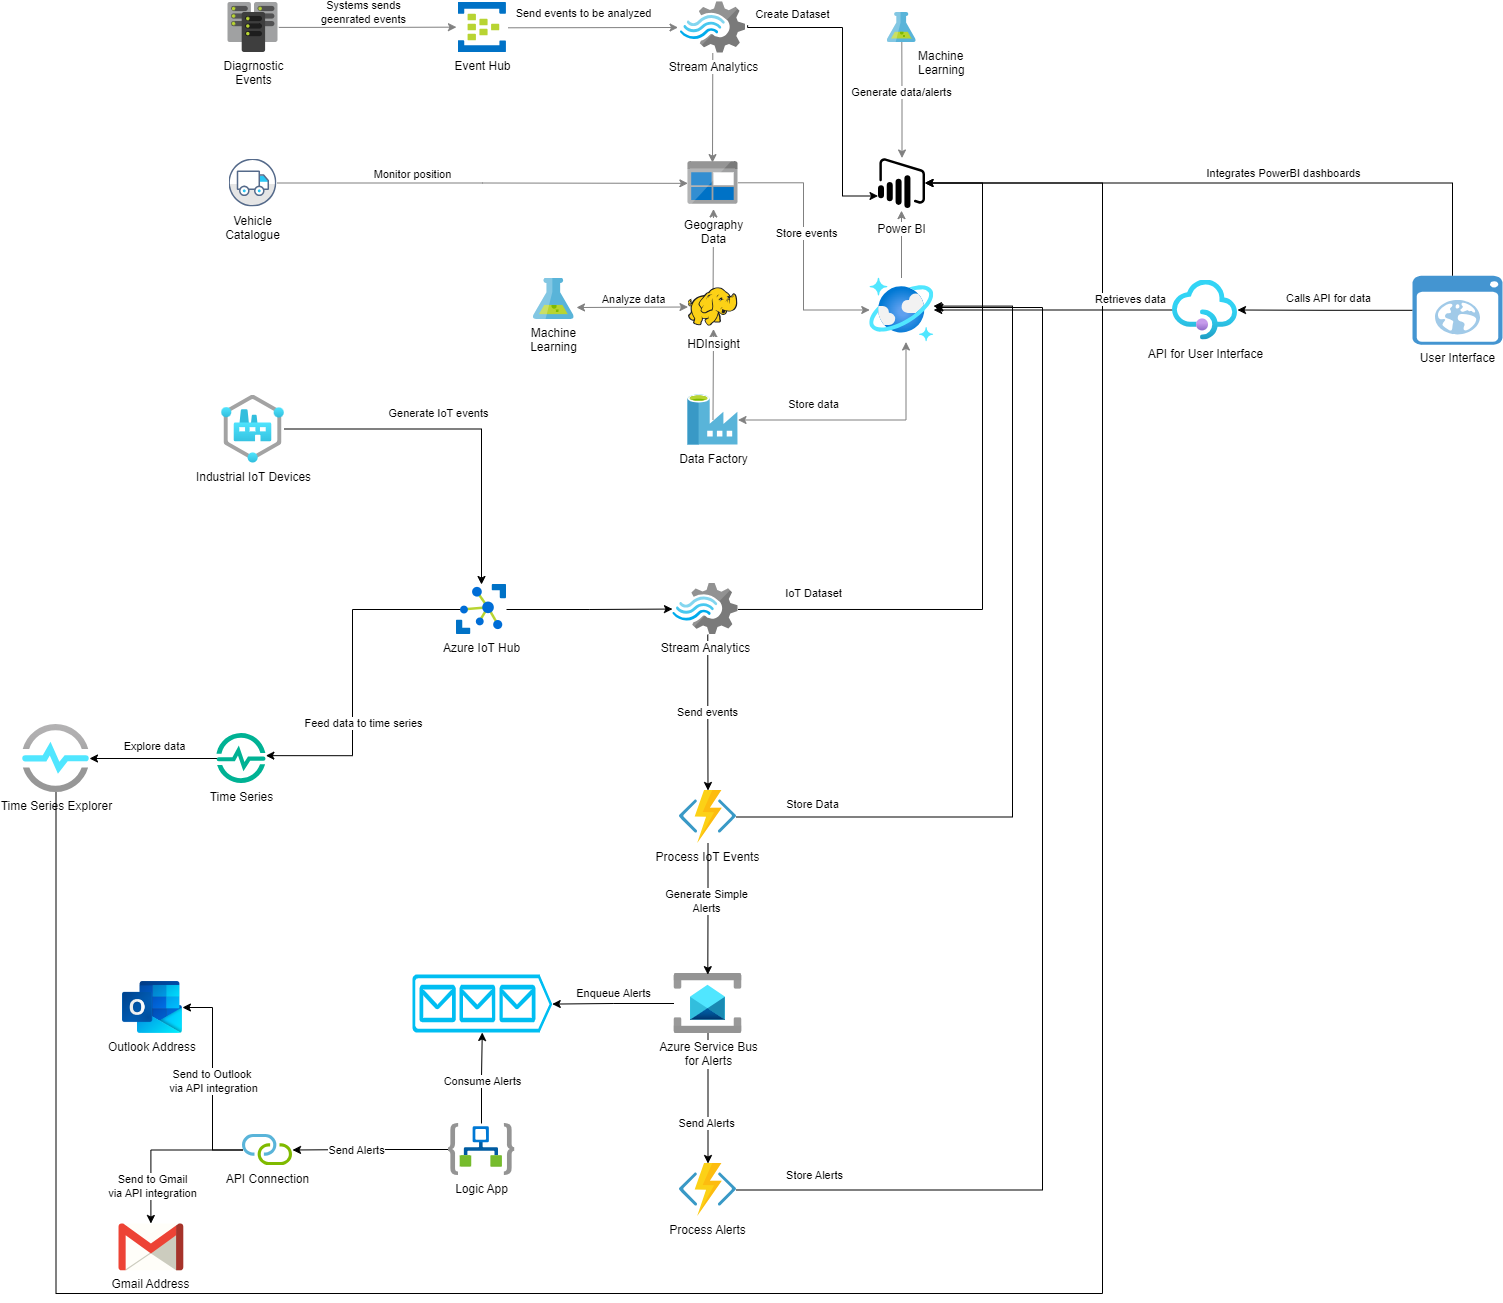 Systems sends
geenrated events
Send events to be analyzed
Create Dataset
Diagrnostic
Events
Event Hub
Stream Analytics
Machine
Learning
Generate data/alerts
Monitor position
Integrates PowerBI dashboards
Vehicle
Catalogue
Geography
Data
Store events
Power BI
Analyze data
Retrieves data
Calls API for data
Machine
Learning
HDInsight
API for User Interface
User Interface
Generate IoT events
Store data
Industrial IoT Devices
Data Factory
IoT Dataset
Azure IoT Hub
Stream Analytics
Send events
Feed data to time series
Explore data
Time Series Explorer
Time Series
Store Data
Process IoT Events
Generate Simple
Alerts
Enqueue Alerts
O
Outlook Address
Azure Service Bus
for Alerts
Send to Outlook
via API integration
Consume Alerts
Send Alerts
Send Alerts
API Connection
Logic App
Store Alerts
Send to Gmail
via API integration
Process Alerts
Gmail Address